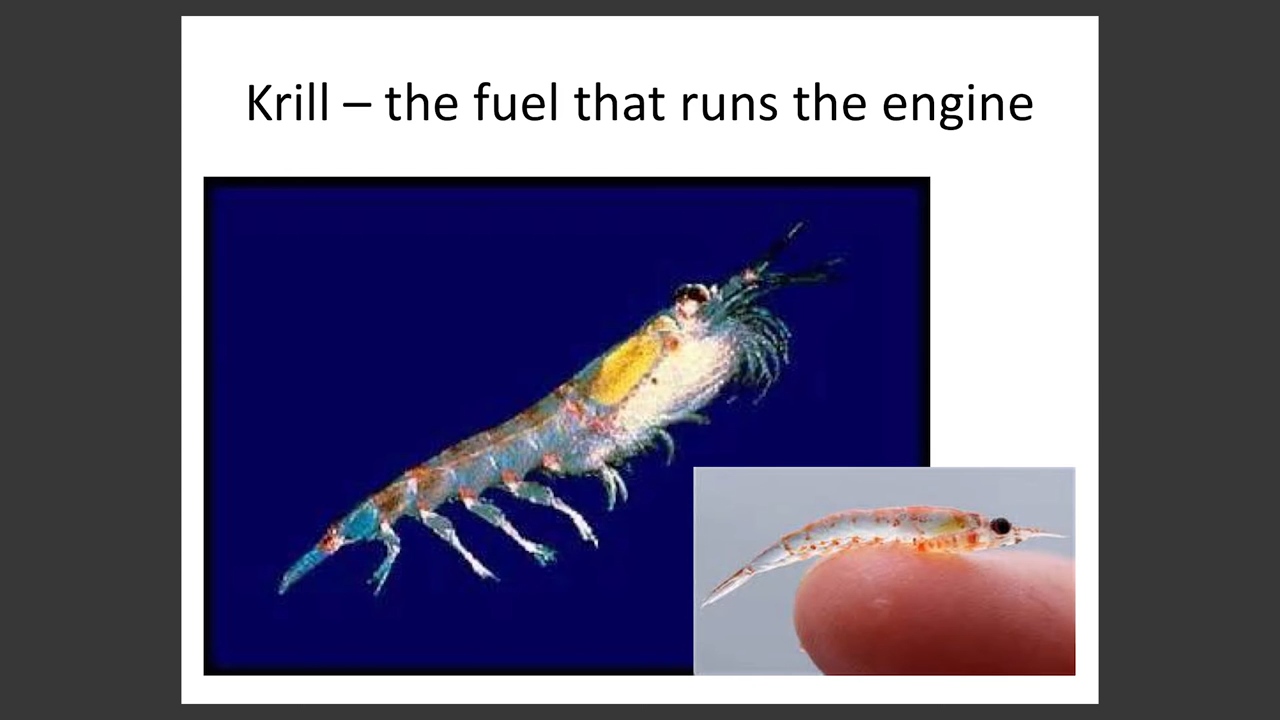 Krill – the fuel that runs the engine